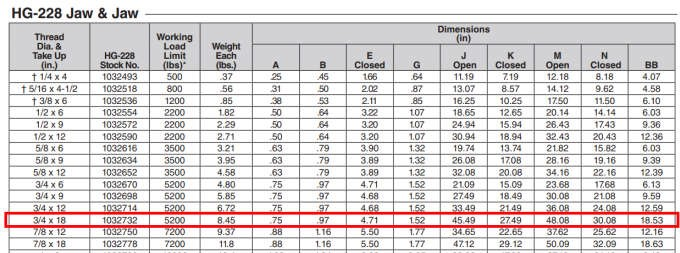 HG-228 Jaw & Jaw
Thread Dia. & Take Up (in.) HG-228 Stock No. Working Load Limit (lbs)* Weight Each (lbs.) Dimensions (in)
A B E Closed G J Open K Closed M Open N Closed BB
† 1/4 x 4 1032493 500 .37 .25 .45 1.66 .64 11.19 7.19 12.18 8.18 4.07
† 5/16 x 4-1/2 1032518 800 .56 .31 .50 2.02 .87 13.07 8.57 14.12 9.62 4.58
† 3/8 x 6 1032536 1200 .85 .38 .53 2.11 .85 16.25 10.25 17.50 11.50 6.10
1/2 x 6 1032554 2200 1.82 .50 .64 3.22 1.07 18.65 12.65 20.14 14.14 6.03
1/2 x 9 1032572 2200 2.29 .50 .64 3.20 1.07 24.94 15.94 26.43 17.43 9.36
1/2 x 12 1032590 2200 2.71 .50 .64 3.20 1.07 30.94 18.94 32.43 20.43 12.36
5/8 x 6 1032616 3500 3.21 .63 .79 3.90 1.32 19.74 13.74 21.82 15.82 6.03
5/8 x 9 1032634 3500 3.95 .63 .79 3.89 1.32 26.08 17.08 28.16 19.16 9.39
5/8 x 12 1032652 3500 4.58 .63 .79 3.89 1.32 32.08 20.08 34.16 22.16 12.39
3/4 x 6 1032670 5200 4.80 .75 .97 4.71 1.52 21.09 15.09 23.68 17.68 6.13
3/4 x 9 1032698 5200 5.85 .75 .97 4.68 1.52 27.49 18.49 30.08 21.08 9.59
3/4 x 12 1032714 5200 6.72 .75 .97 4.68 1.52 33.49 21.49 36.08 24.08 12.59
3/4 x 18 1032732 5200 8.45 .75 .97 4.71 1.52 45.49 27.49 48.08 30.08 18.53
7/8 x 12 1032750 7200 9.37 .88 1.16 5.50 1.77 34.65 22.65 37.62 25.62 12.16
7/8 x 18 1032778 7200 11.8 .88 1.16 5.50 1.77 47.12 29.12 50.09 32.09 18.63